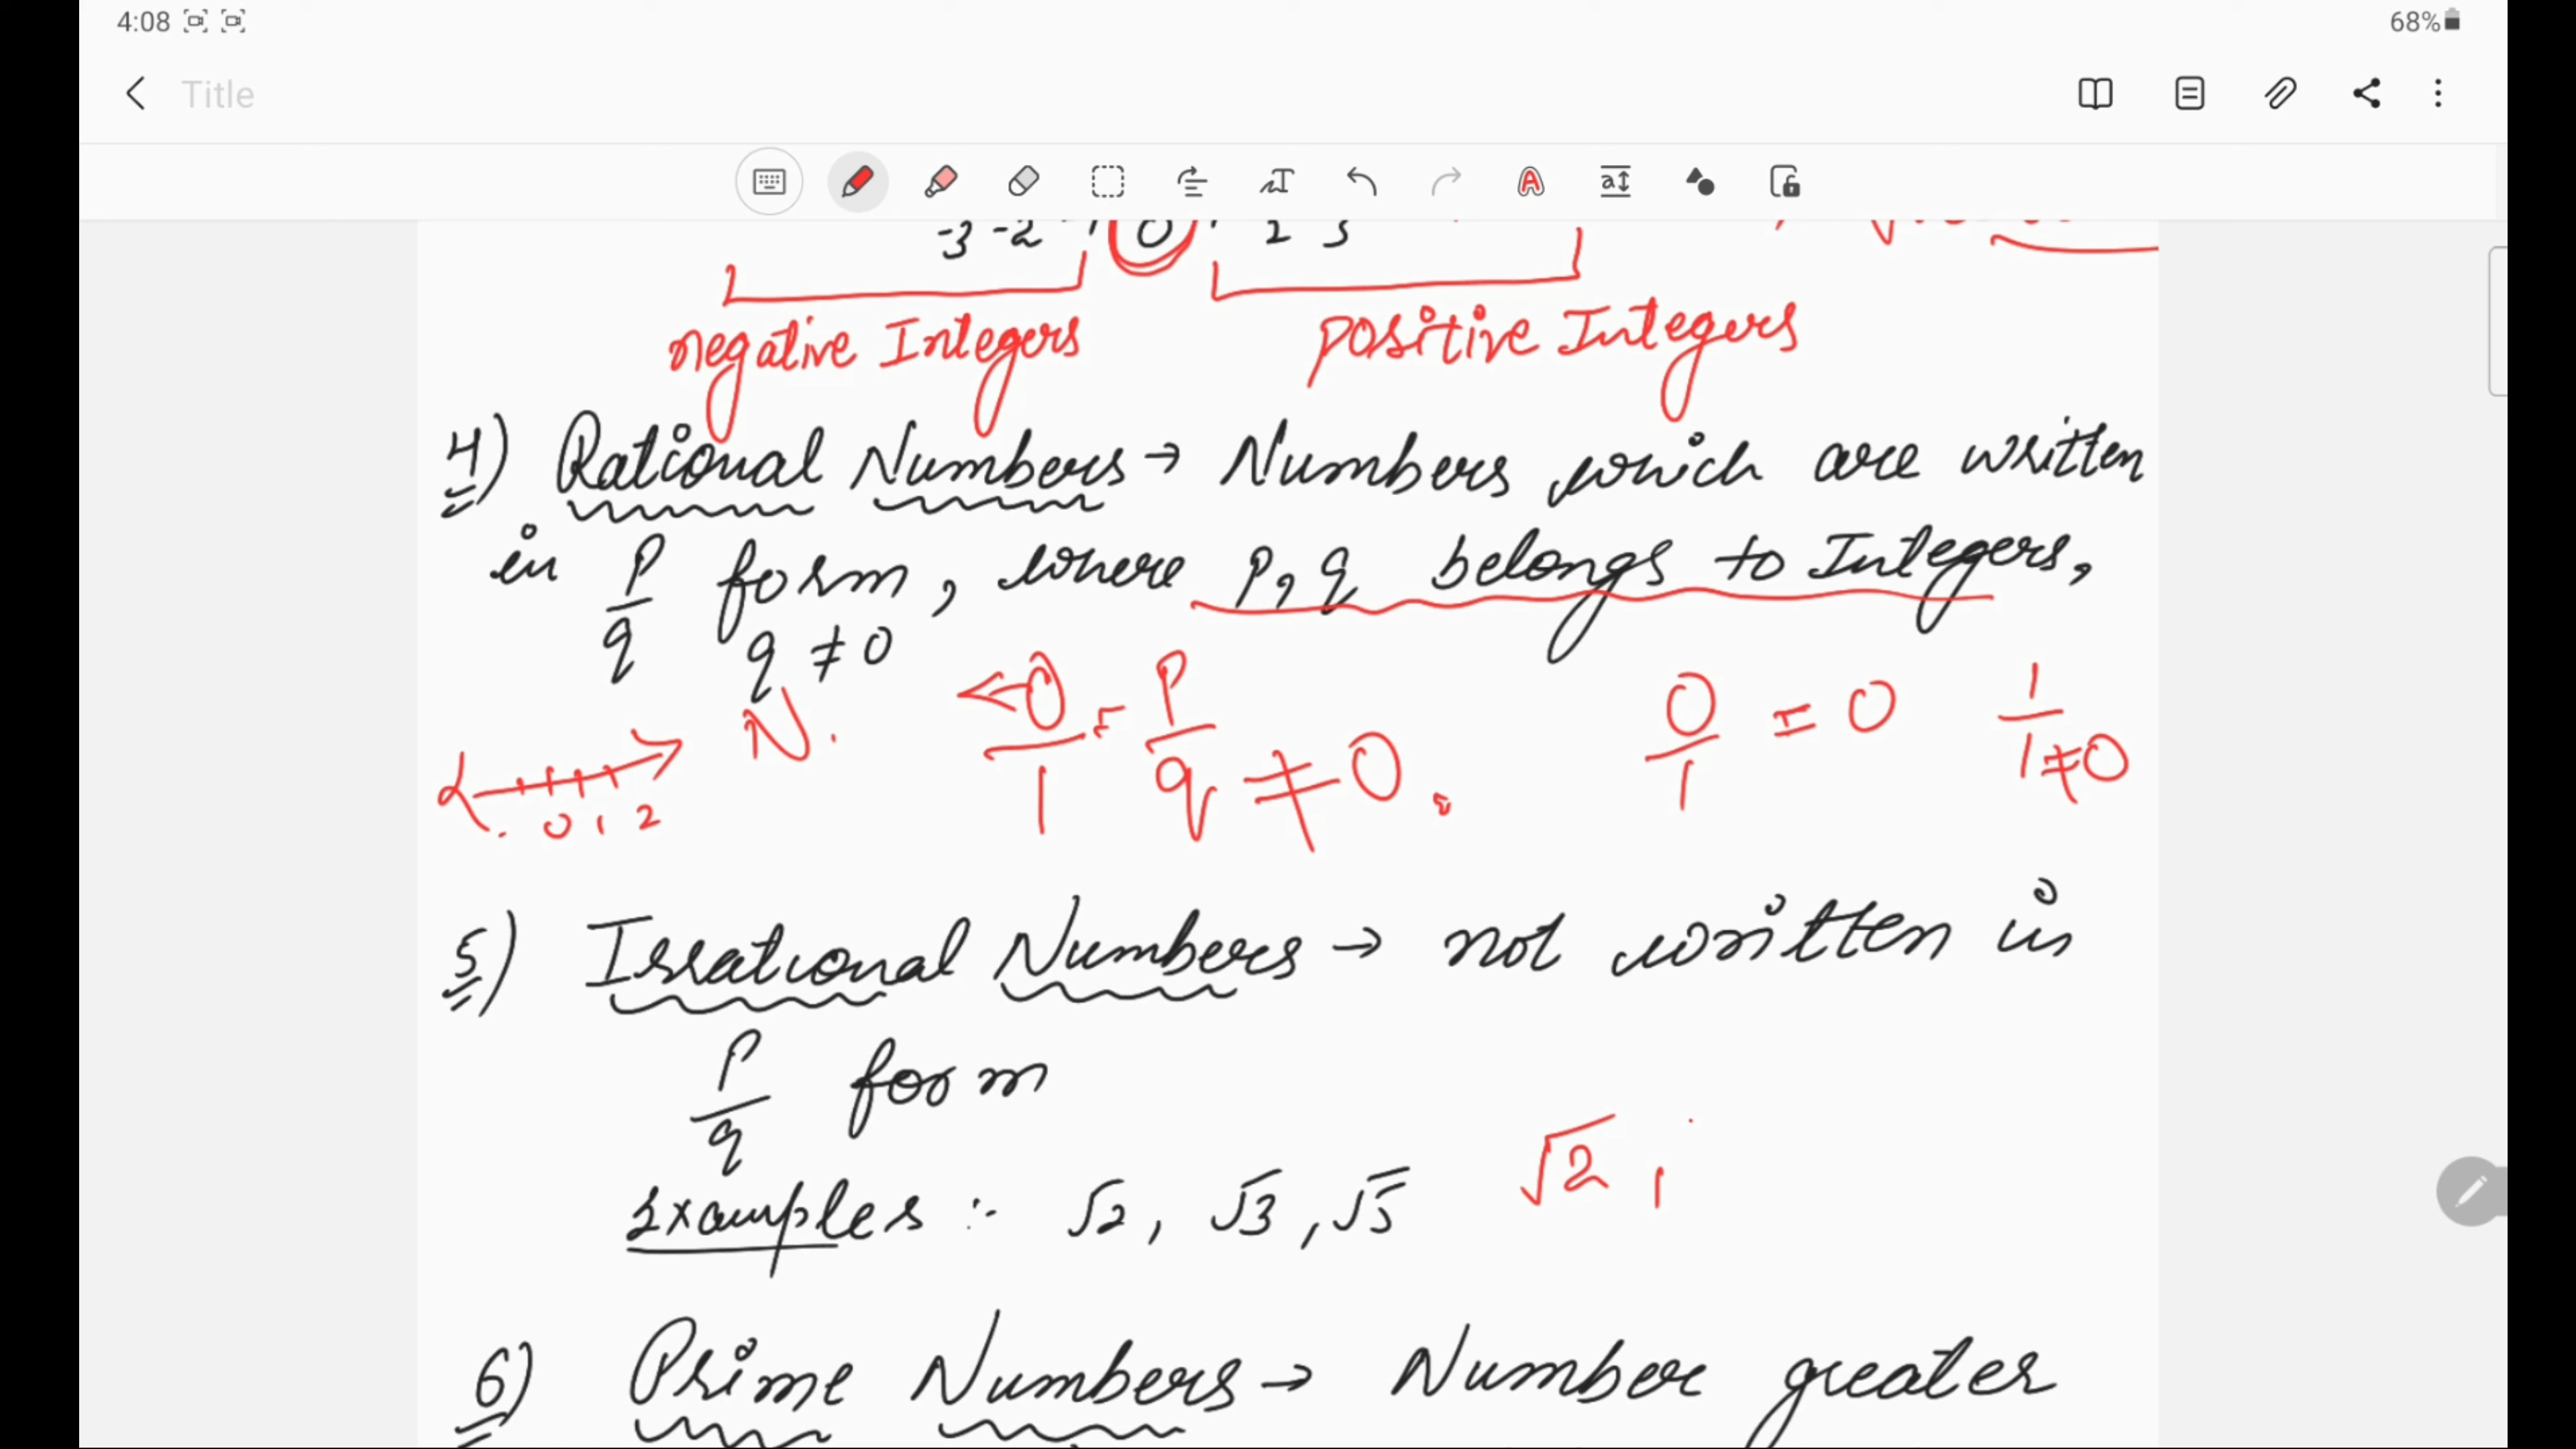 4:08 68%
Title
-3 -2 -1 0 1 2 3
negative Integers positive Integers
4) Rational Numbers → Numbers which are written
in p/q form, where p, q belongs to Integers,
q ≠ 0
N. 0/1 = p/q ≠ 0. 0/1 = 0 1/1 ≠ 0
0 1 2
5) Irrational Numbers → not written in
p/q form
Examples :- √2, √3, √5 √2,
6) Prime Numbers → Number greater